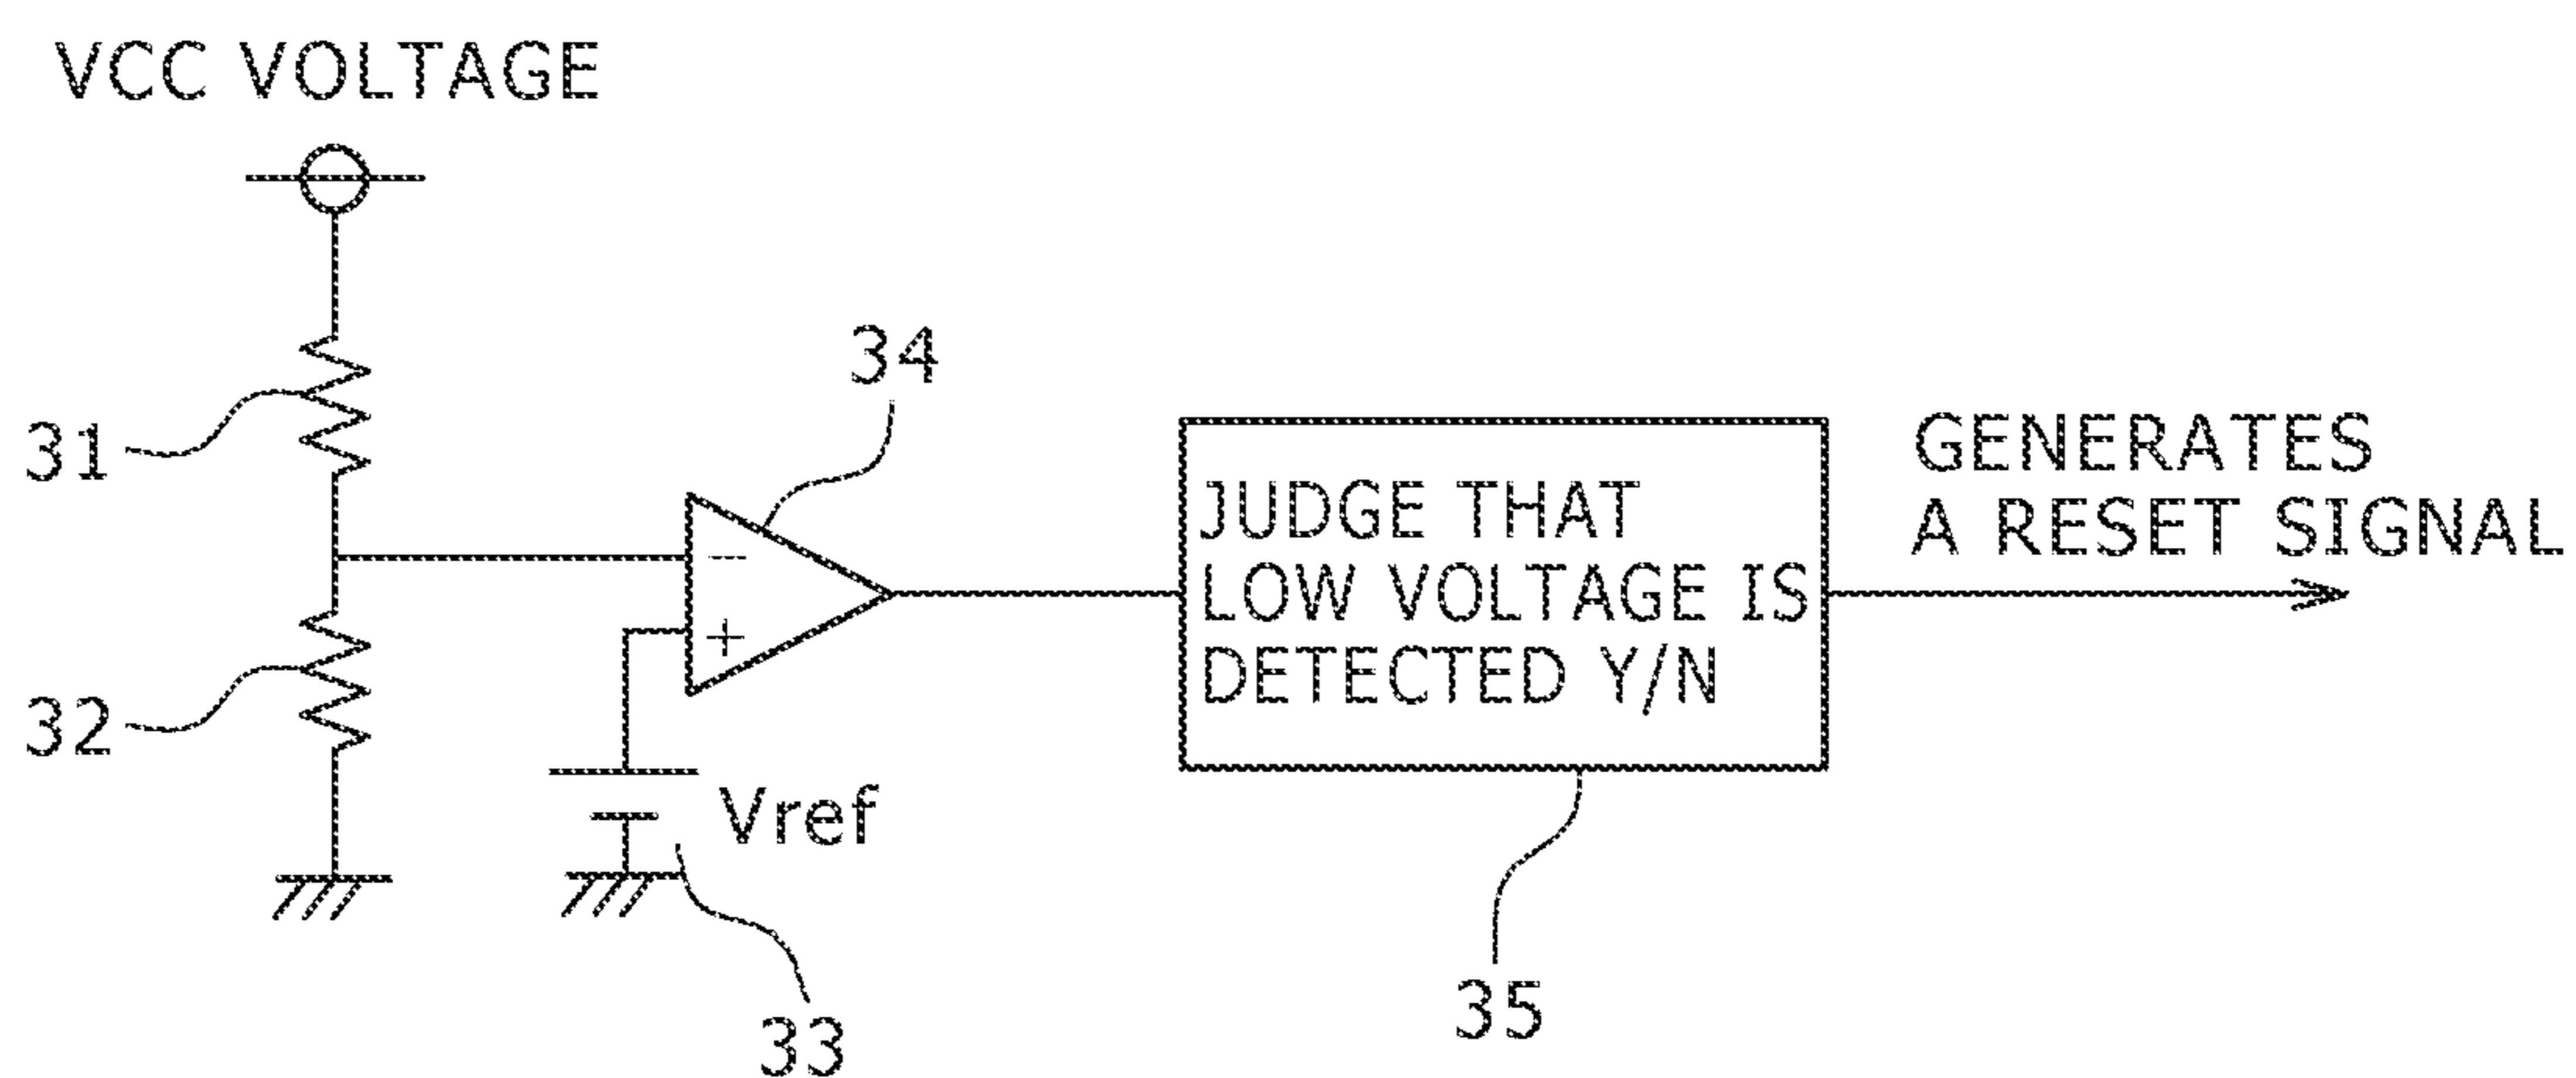 VCC VOLTAGE
34
31
GENERATES
A RESET SIGNAL
JUDGE THAT
LOW VOLTAGE IS
DETECTED Y/N
−
+
32
Vref
35
33